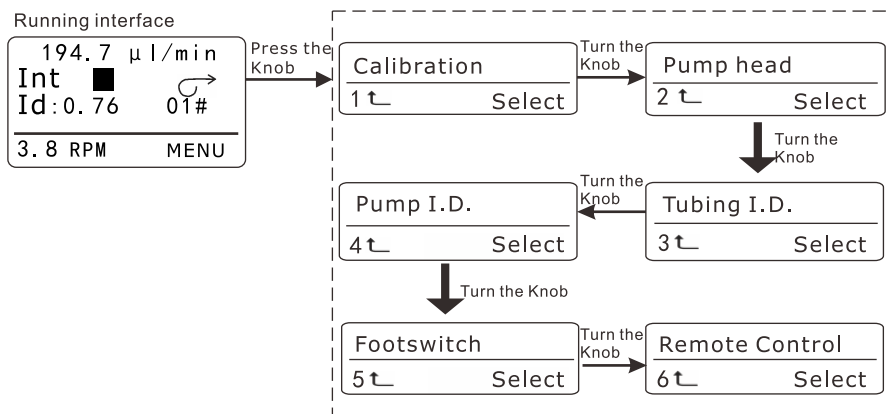 Running interface
194.7 μl/min
Int
Id:0.76 01#
3.8 RPM MENU
Press the
Knob
Calibration
1 Select
Turn the
Knob
Pump head
2 Select
Turn the
Knob
Tubing I.D.
3 Select
Turn the
Knob
Pump I.D.
4 Select
Turn the Knob
Footswitch
5 Select
Turn the
Knob
Remote Control
6 Select